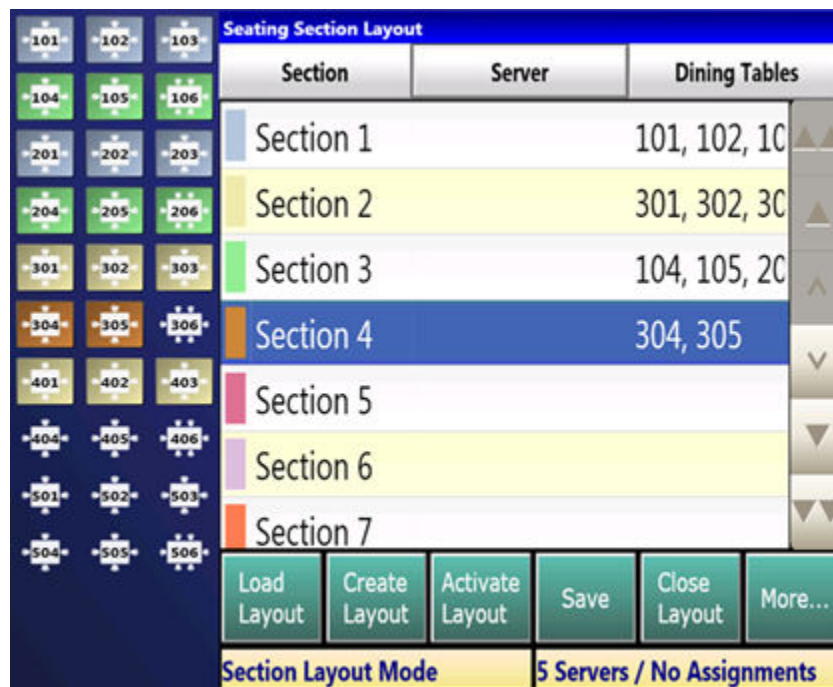 101 102 103
104 105 106
201 202 203
204 205 206
301 302 303
304 305 306
401 402 403
404 405 406
501 502 503
504 505 506
Seating Section Layout
Section Server Dining Tables
Section 1 101, 102, 10
Section 2 301, 302, 30
Section 3 104, 105, 20
Section 4 304, 305
Section 5
Section 6
Section 7
Load Create Activate Save Close More...
Layout Layout Layout Layout
Section Layout Mode 5 Servers / No Assignments